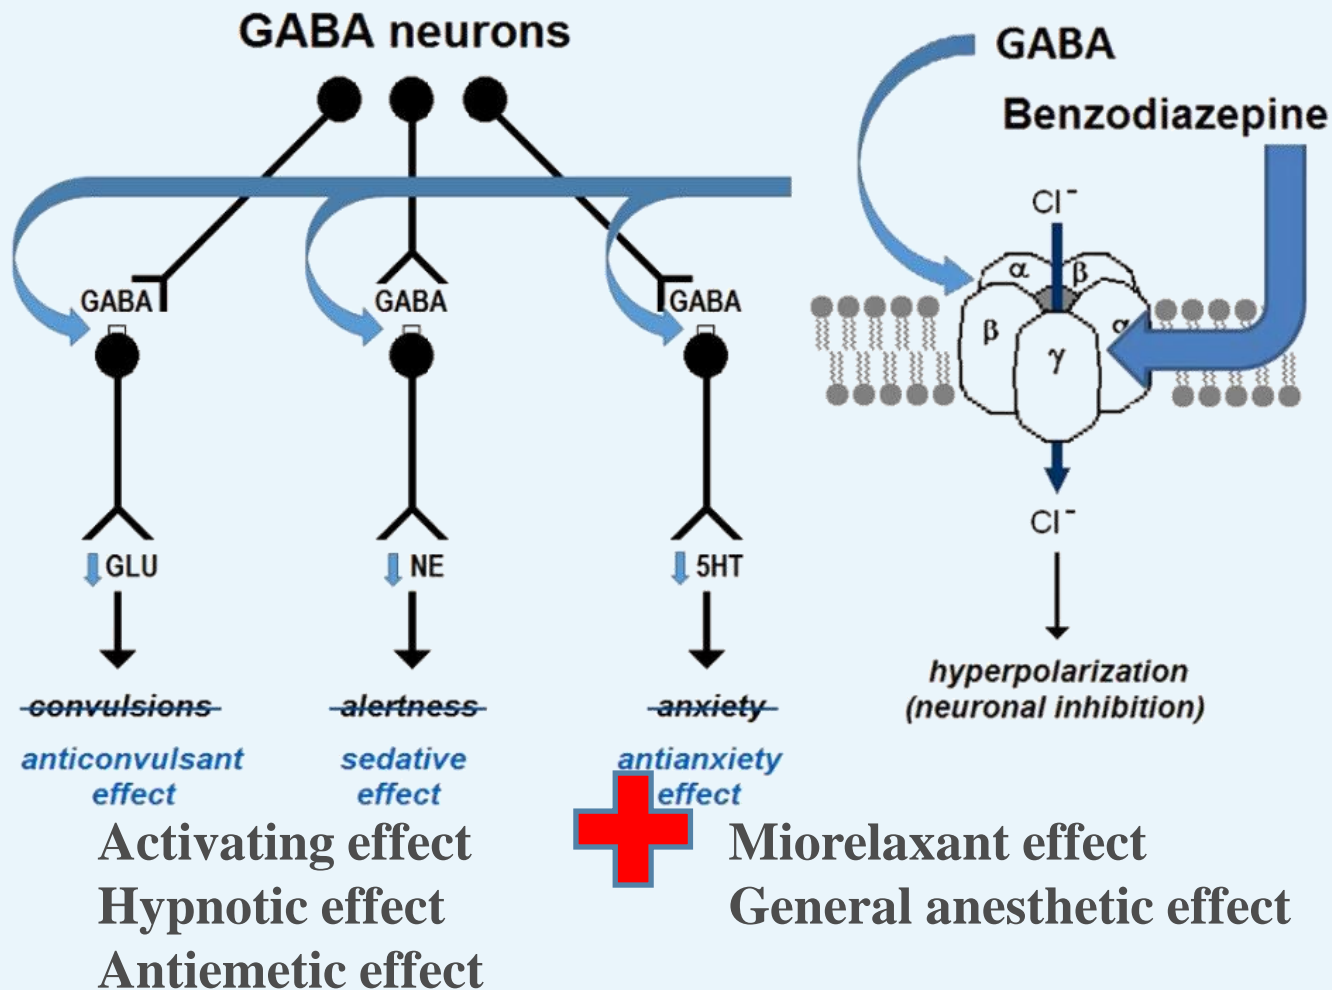 GABA neurons
GABA
GABA
GABA
GLU
NE
5HT
convulsions
alertness
anxiety
anticonvulsant
effect
sedative
effect
antianxiety
effect
GABA
Benzodiazepine
Cl⁻
α
β
β
α
γ
Cl⁻
hyperpolarization
(neuronal inhibition)
Activating effect
Hypnotic effect
Antiemetic effect
Miorelaxant effect
General anesthetic effect